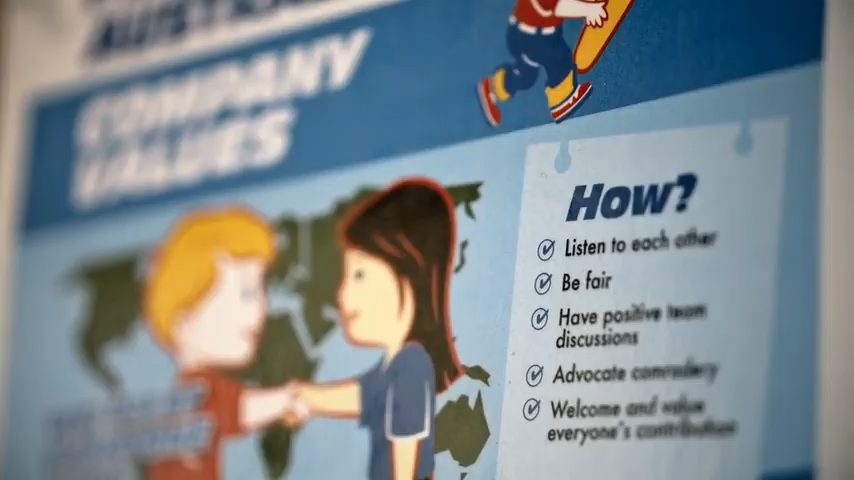 AUSTRALIA
COMPANY
VALUES
How?
Listen to each other
Be fair
Have positive team
discussions
Advocate comradery
Welcome and value
everyone's contribution